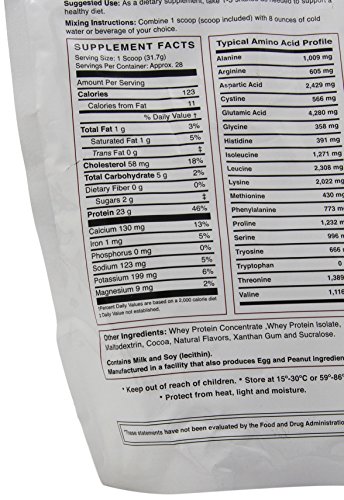 Suggested Use: As a dietary supplement, take 1-3
healthy diet.
Mixing Instructions: Combine 1 scoop (scoop included) with 8 ounces of cold
water or beverage of your choice.
SUPPLEMENT FACTS
Serving Size: 1 Scoop (31.7g)
Servings Per Container: Approx. 28
Amount Per Serving
Calories 123
Calories from Fat 11
% Daily Value †
Total Fat 1 g 3%
Saturated Fat 1 g 5%
Trans Fat 0 g ‡
Cholesterol 58 mg 18%
Total Carbohydrate 5 g 2%
Dietary Fiber 0 g 0%
Sugars 2 g ‡
Protein 23 g 46%
Calcium 130 mg 13%
Iron 1 mg 5%
Phosphorus 0 mg 0%
Sodium 123 mg 5%
Potassium 199 mg 6%
Magnesium 9 mg 2%
†Percent Daily Values are based on a 2,000 calorie diet
‡ Daily Value not established.
Typical Amino Acid Profile
Alanine 1,009 mg
Arginine 605 mg
Aspartic Acid 2,429 mg
Cystine 566 mg
Glutamic Acid 4,280 mg
Glycine 358 mg
Histidine 391 mg
Isoleucine 1,271 mg
Leucine 2,308 mg
Lysine 2,022 mg
Methionine 430 mg
Phenylalanine 773 mg
Proline 1,232
Serine 996
Tryosine 666
Tryptophan 0
Threonine 1,389
Valine 1,116
Other Ingredients: Whey Protein Concentrate ,Whey Protein Isolate,
Maltodextrin, Cocoa, Natural Flavors, Xanthan Gum and Sucralose.
Contains Milk and Soy (lecithin).
Manufactured in a facility that also produces Egg and Peanut Ingredien
• Keep out of reach of children. • Store at 15º-30ºC or 59º-86º
• Protect from heat, light and moisture.
These statements have not been evaluated by the Food and Drug Administratio